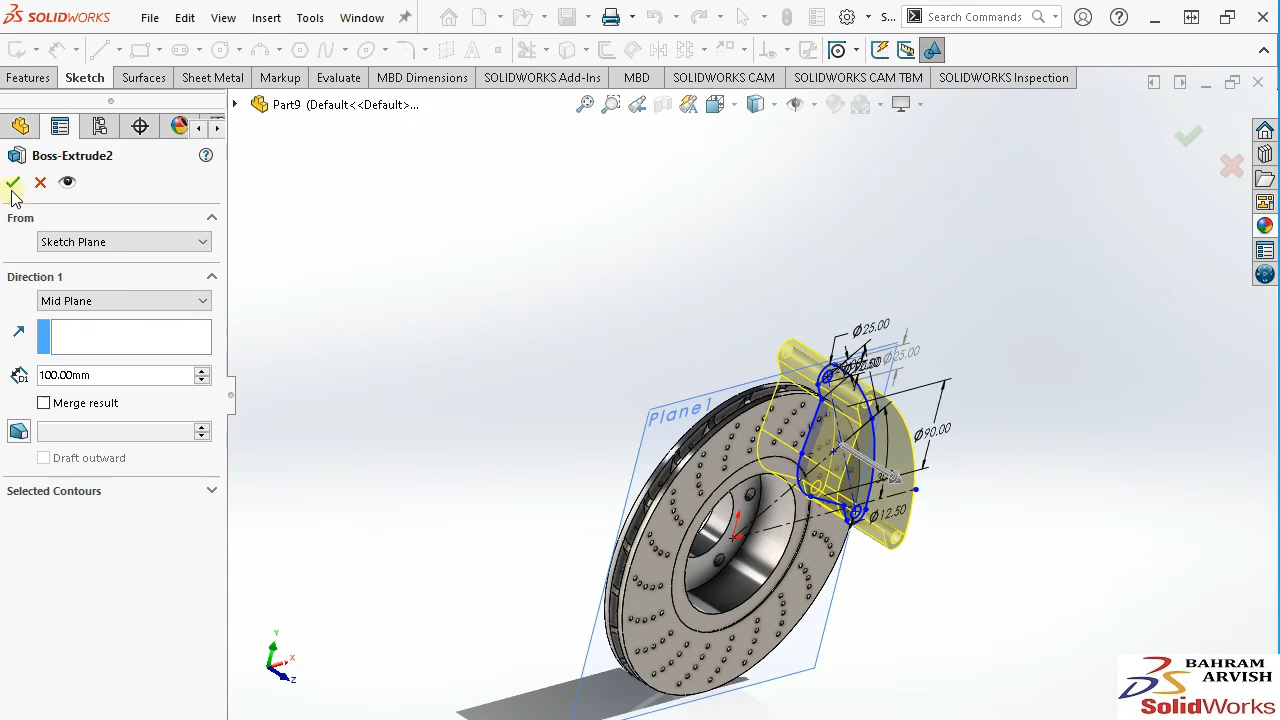 SOLIDWORKS
File Edit View Insert Tools Window
S...
Search Commands
Features
Sketch
Surfaces
Sheet Metal
Markup
Evaluate
MBD Dimensions
SOLIDWORKS Add-Ins
MBD
SOLIDWORKS CAM
SOLIDWORKS CAM TBM
SOLIDWORKS Inspection
Part9 (Default<<Default>...
Boss-Extrude2
From
Sketch Plane
Direction 1
Mid Plane
D1
100.00mm
Merge result
Draft outward
Selected Contours
Plane1
Ø25.00
Ø25.00
Ø90.00
Ø12.50
Y
X
Z
BAHRAM
ARVISH
SolidWorks